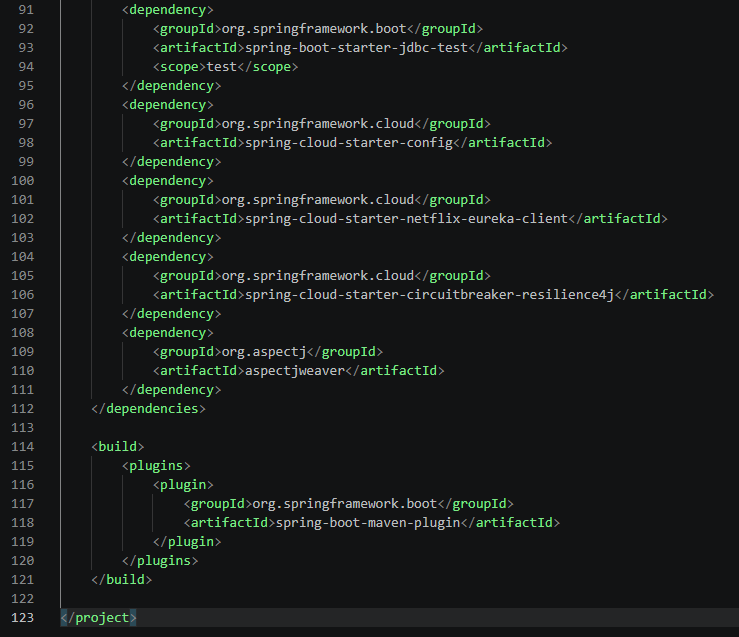 91 <dependency>
92 <groupId>org.springframework.boot</groupId>
93 <artifactId>spring-boot-starter-jdbc-test</artifactId>
94 <scope>test</scope>
95 </dependency>
96 <dependency>
97 <groupId>org.springframework.cloud</groupId>
98 <artifactId>spring-cloud-starter-config</artifactId>
99 </dependency>
100 <dependency>
101 <groupId>org.springframework.cloud</groupId>
102 <artifactId>spring-cloud-starter-netflix-eureka-client</artifactId>
103 </dependency>
104 <dependency>
105 <groupId>org.springframework.cloud</groupId>
106 <artifactId>spring-cloud-starter-circuitbreaker-resilience4j</artifactId>
107 </dependency>
108 <dependency>
109 <groupId>org.aspectj</groupId>
110 <artifactId>aspectjweaver</artifactId>
111 </dependency>
112 </dependencies>
113
114 <build>
115 <plugins>
116 <plugin>
117 <groupId>org.springframework.boot</groupId>
118 <artifactId>spring-boot-maven-plugin</artifactId>
119 </plugin>
120 </plugins>
121 </build>
122
123 </project>